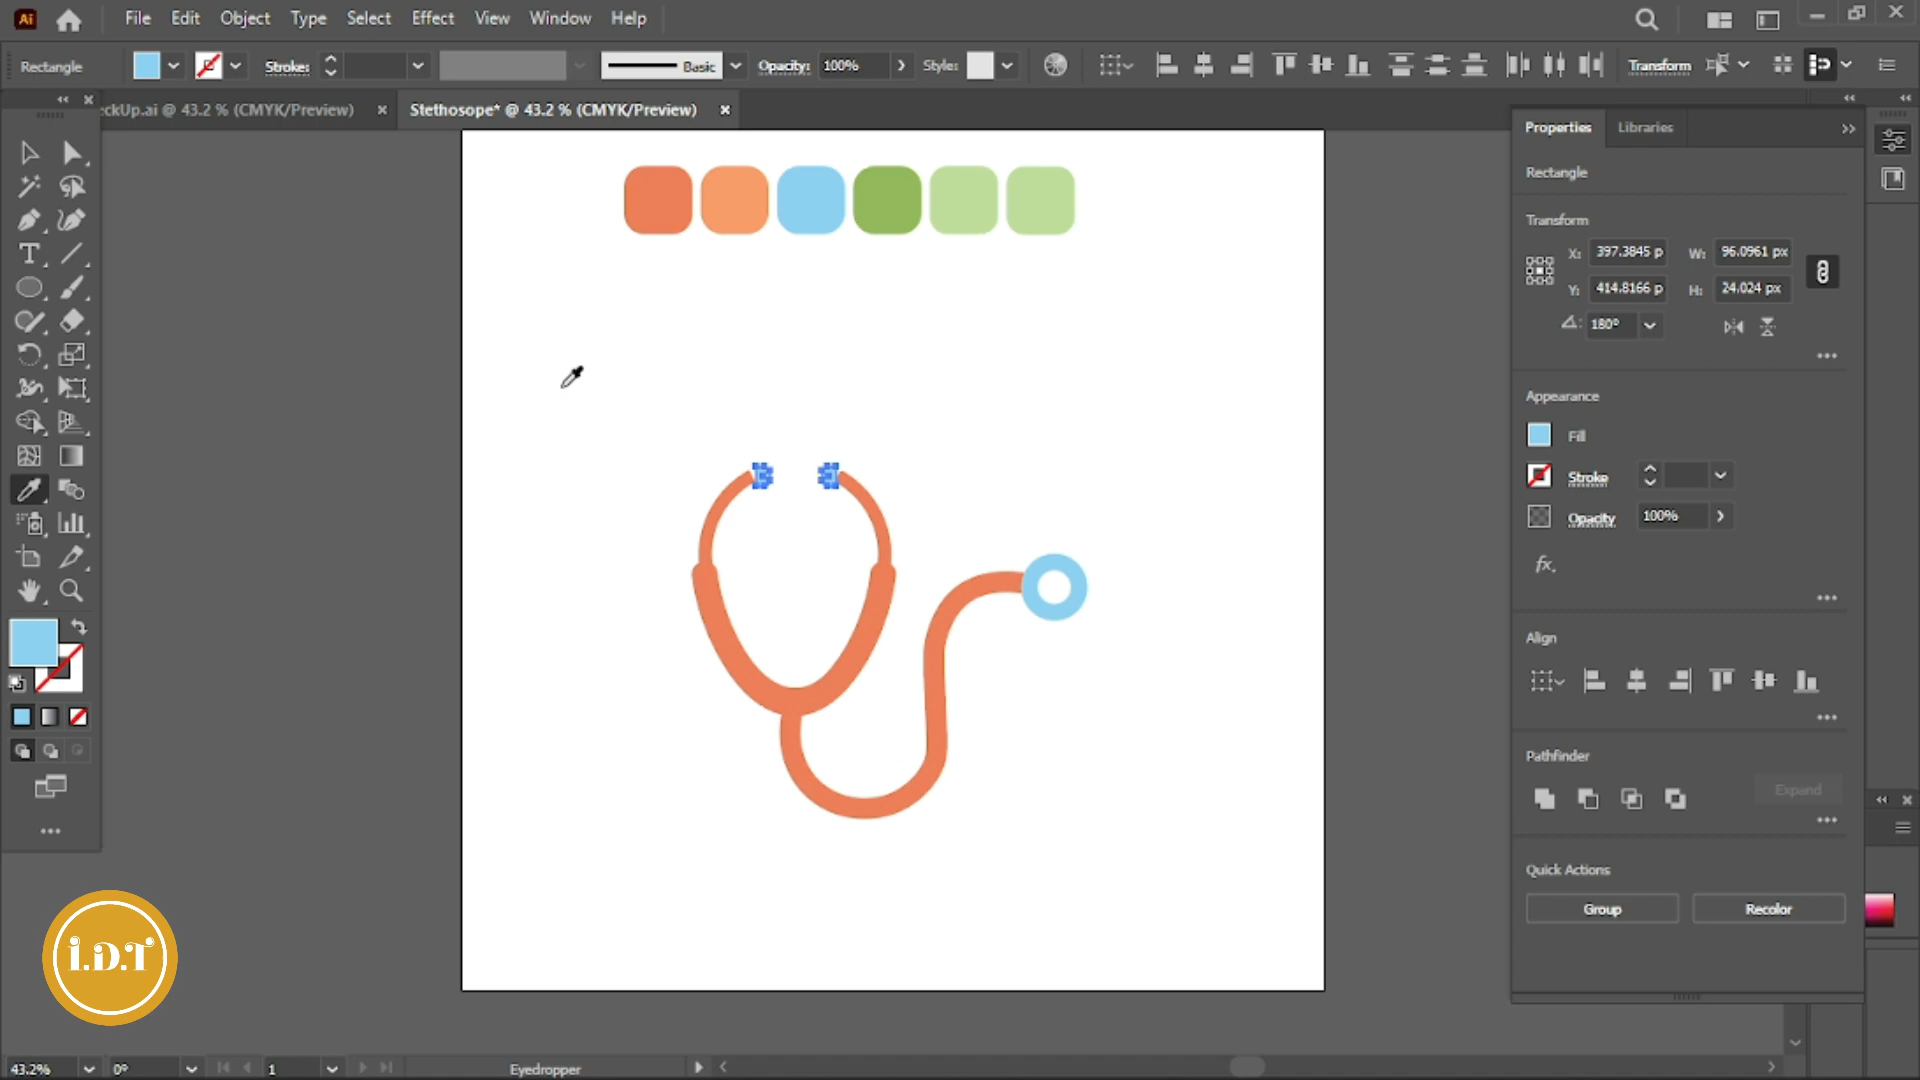 Ai File Edit Object Type Select Effect View Window Help
Rectangle Stroke: Basic Opacity: 100% Style: Transform
eckUp.ai @ 43.2 % (CMYK/Preview) Stethosope* @ 43.2 % (CMYK/Preview)
Properties Libraries
Rectangle
Transform
X: 397.3845 p W: 96.0961 px
Y: 414.8166 p H: 24.024 px
180°
Appearance
Fill
Stroke
Opacity 100%
fx.
Align
Pathfinder
Expand
Quick Actions
Group Recolor
I.D.T
43.2% 0° 1 Eyedropper